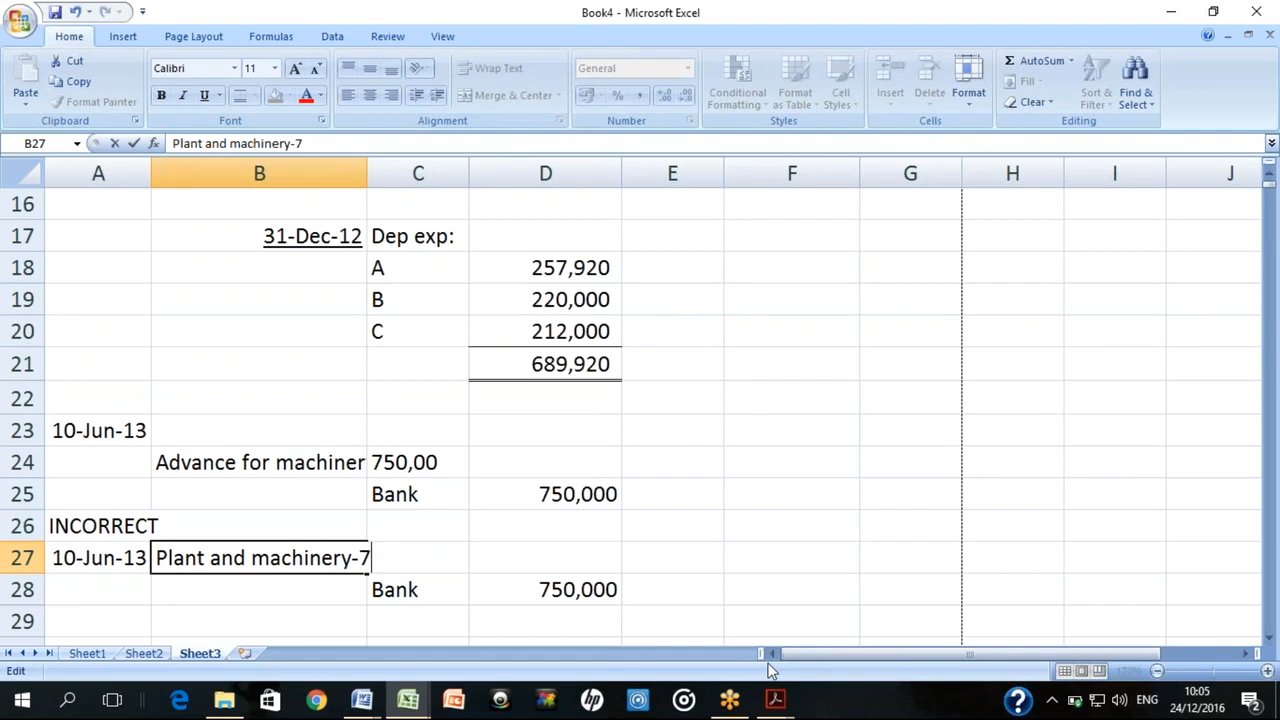 Book4 - Microsoft Excel
Home Insert Page Layout Formulas Data Review View
Paste Cut Calibri 11 A A Wrap Text General Conditional Format Cell Insert Delete Format AutoSum Sort & Find &
Copy Formatting as Table Styles Fill Filter Select
Format Painter B I U A Merge & Center % , Clear
Clipboard Font Alignment Number Styles Cells Editing
B27 fx Plant and machinery-7
A B C D E F G H I J
16
17 31-Dec-12 Dep exp:
18 A 257,920
19 B 220,000
20 C 212,000
21 689,920
22
23 10-Jun-13
24 Advance for machiner 750,00
25 Bank 750,000
26 INCORRECT
27 10-Jun-13 Plant and machinery-7
28 Bank 750,000
29
Sheet1 Sheet2 Sheet3
Edit
ENG 10:05
24/12/2016 2